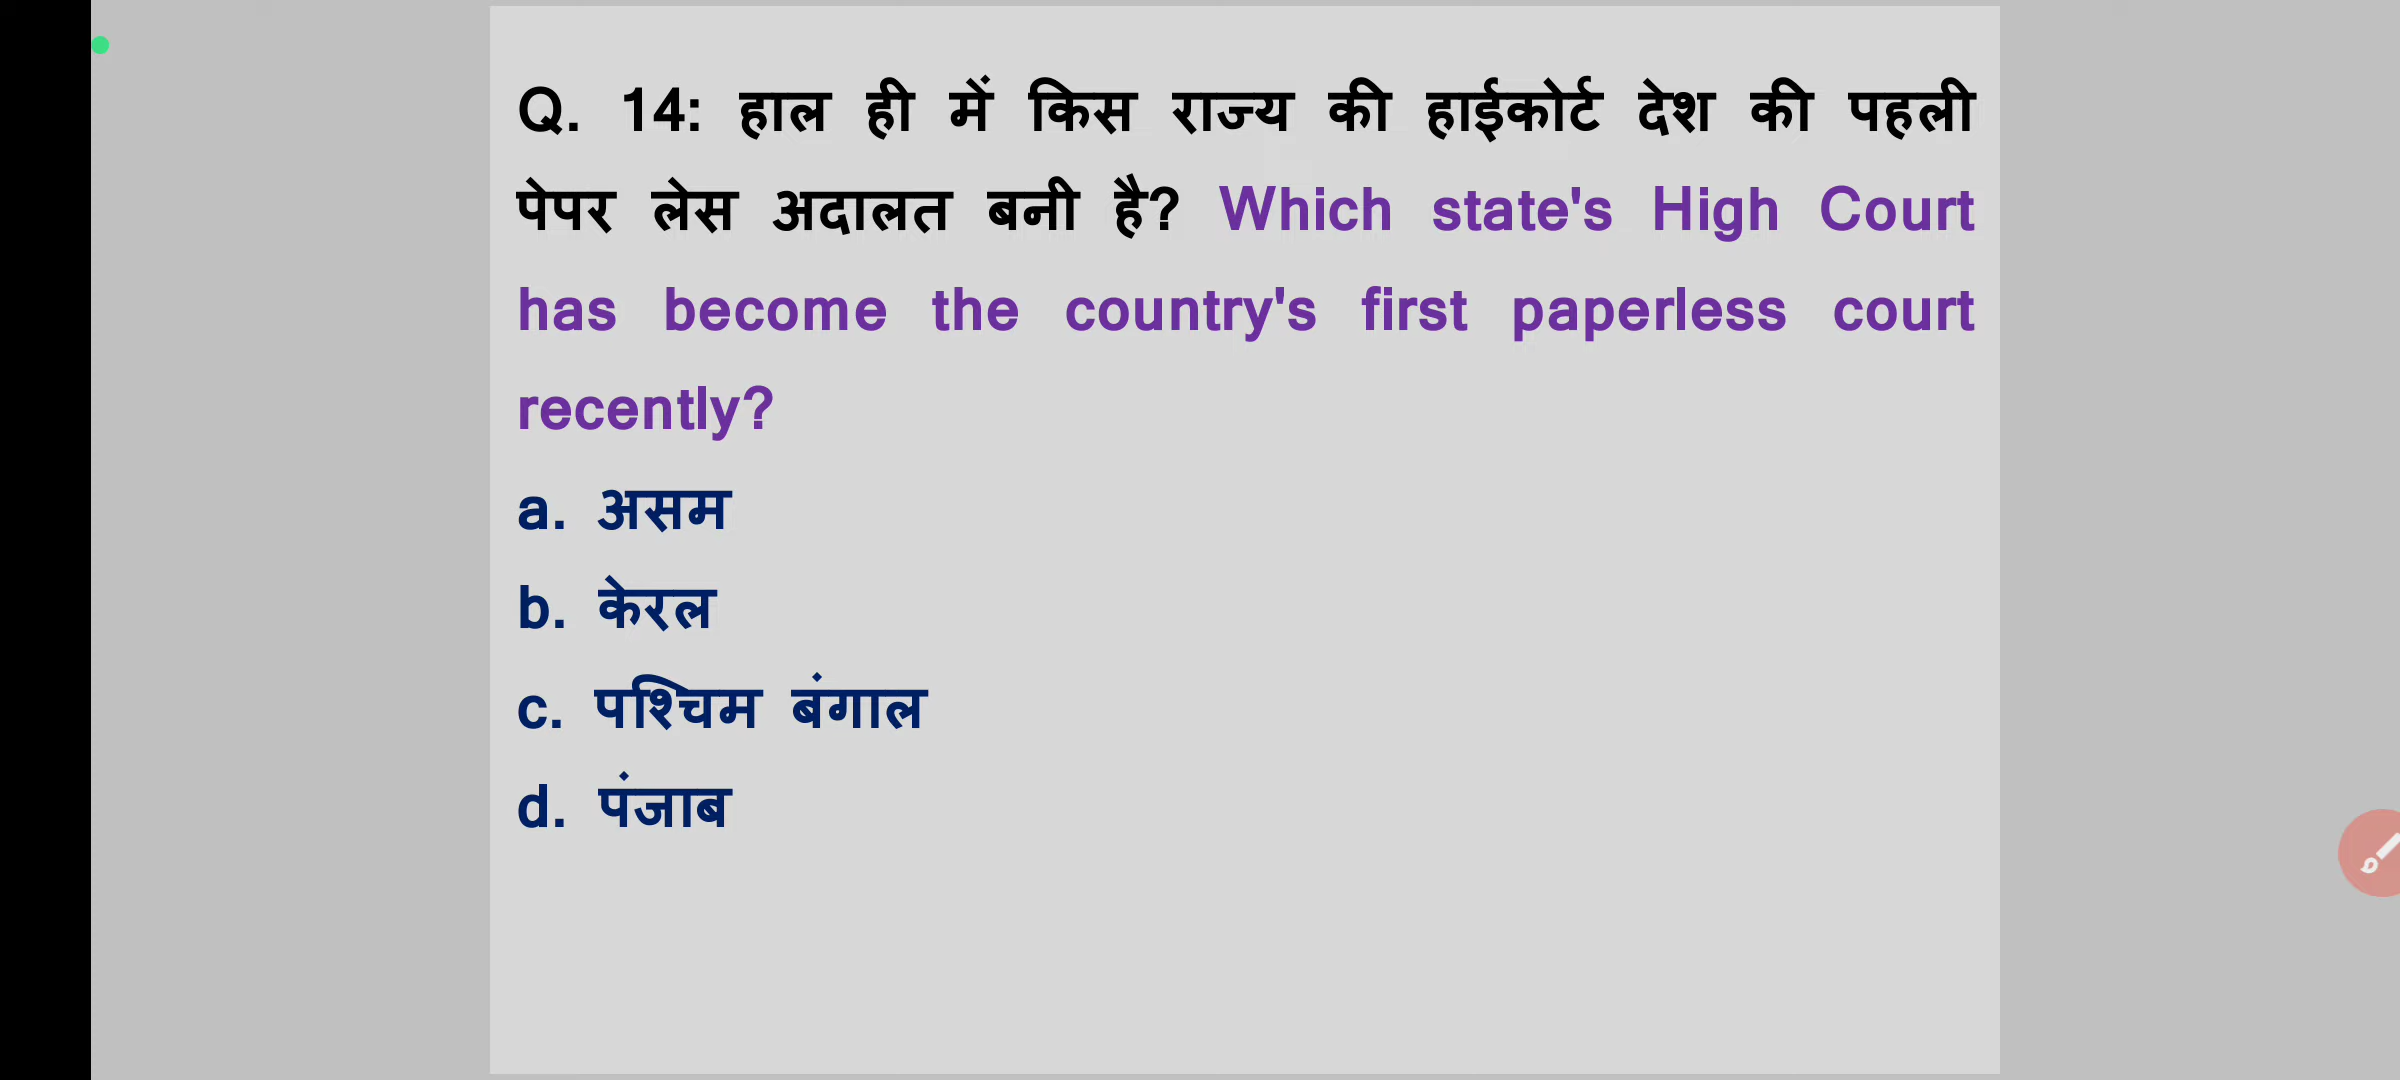 Q. 14: हाल ही में किस राज्य की हाईकोर्ट देश की पहली
पेपर लेस अदालत बनी है? Which state's High Court
has become the country's first paperless court
recently?
a. असम
b. केरल
c. पश्चिम बंगाल
d. पंजाब